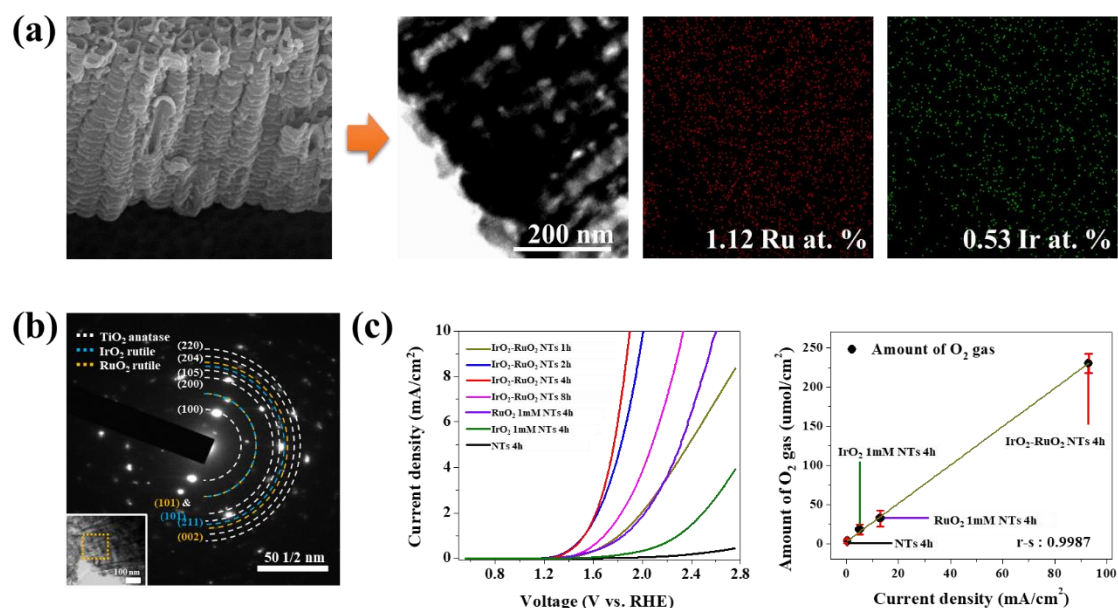 (a)
200 nm
1.12 Ru at. %
0.53 Ir at. %
(b)
TiO₂ anatase
IrO₂ rutile
RuO₂ rutile
(220)
(204)
(105)
(200)
(100)
(101) &
(101)
(211)
(002)
100 nm
50 1/2 nm
(c)
Current density (mA/cm²)
10
8
6
4
2
0
IrO₂-RuO₂ NTs 1h
IrO₂-RuO₂ NTs 2h
IrO₂-RuO₂ NTs 4h
IrO₂-RuO₂ NTs 8h
RuO₂ 1mM NTs 4h
IrO₂ 1mM NTs 4h
NTs 4h
0.8 1.2 1.6 2.0 2.4 2.8
Voltage (V vs. RHE)
Amount of O₂ gas (umol/cm²)
250
200
150
100
50
0
Amount of O₂ gas
IrO₂-RuO₂ NTs 4h
IrO₂ 1mM NTs 4h
RuO₂ 1mM NTs 4h
NTs 4h
r-s : 0.9987
0 20 40 60 80 100
Current density (mA/cm²)